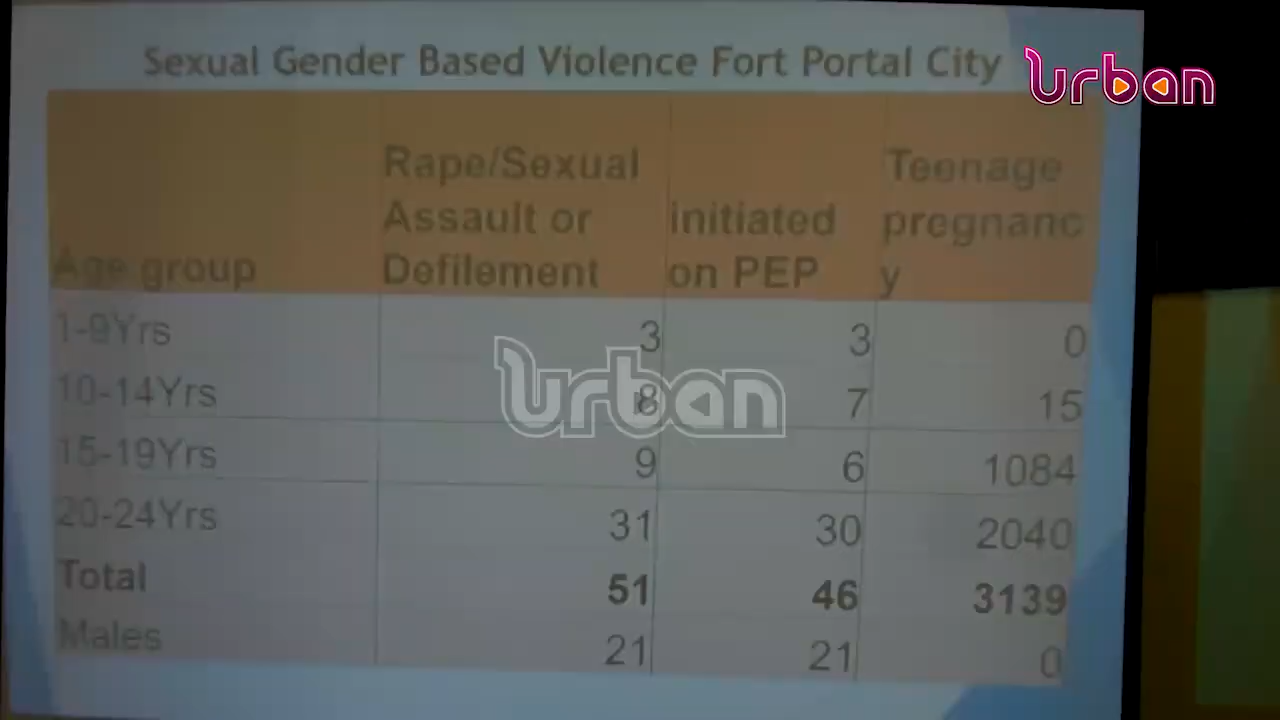 Sexual Gender Based Violence Fort Portal City
urban
Age group Rape/Sexual Assault or Defilement initiated on PEP Teenage pregnancy
1-9Yrs 3 3 0
10-14Yrs 8 7 15
15-19Yrs 9 6 1084
20-24Yrs 31 30 2040
Total 51 46 3139
Males 21 21 0
urban